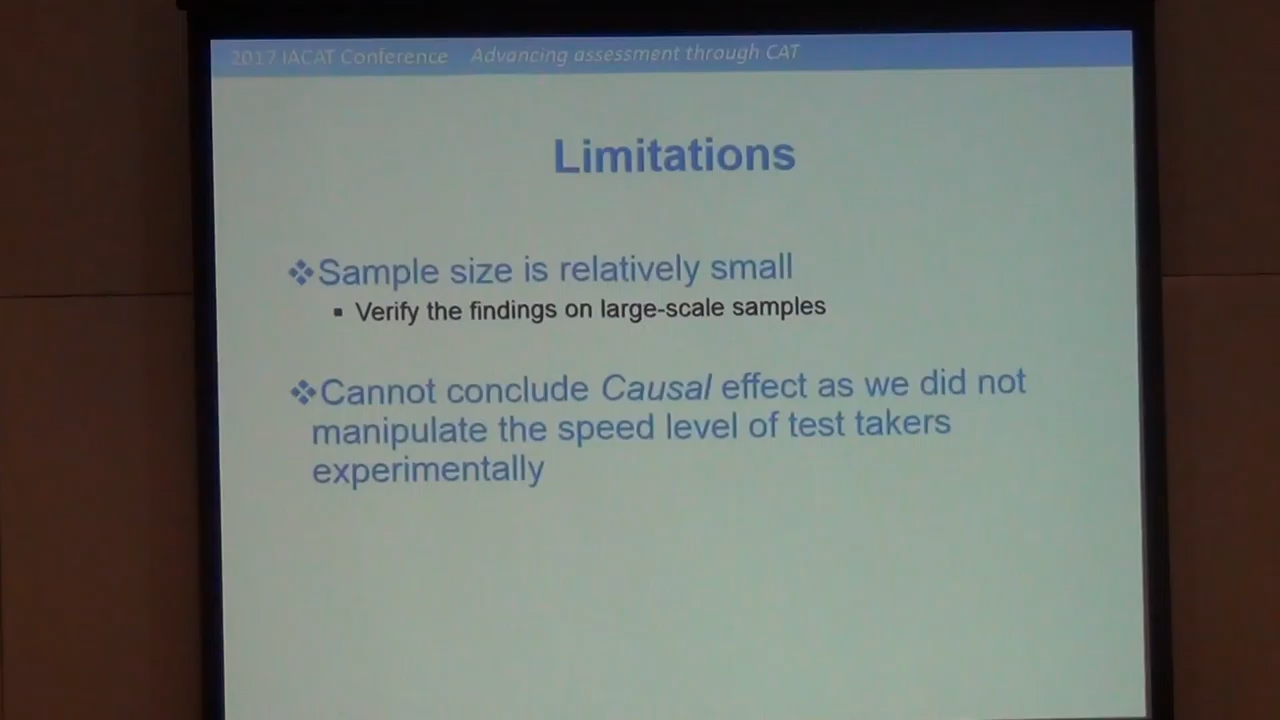 2017 IACAT Conference Advancing assessment through CAT
Limitations
❖Sample size is relatively small
▪ Verify the findings on large-scale samples
❖Cannot conclude Causal effect as we did not
manipulate the speed level of test takers
experimentally